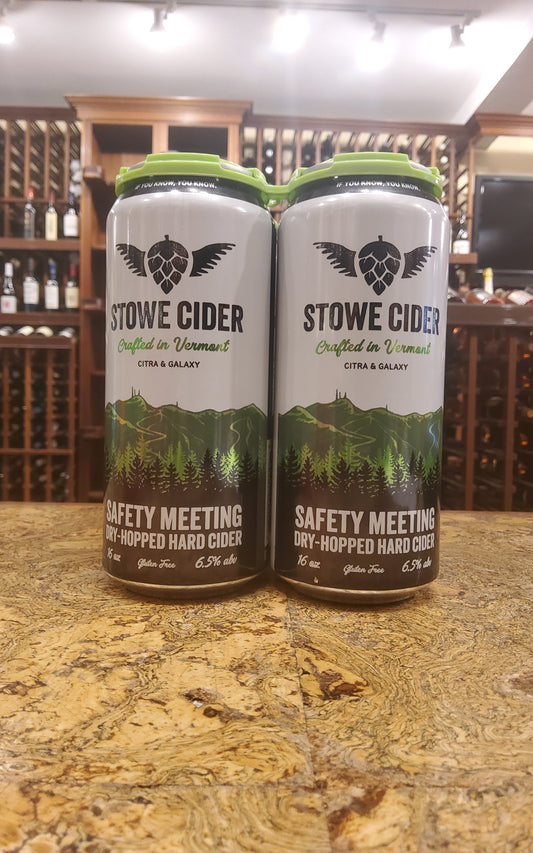 IF YOU KNOW, YOU KNOW.
STOWE CIDER
Crafted in Vermont
CITRA & GALAXY
SAFETY MEETING
DRY-HOPPED HARD CIDER
16 oz Gluten Free 6.5% abv
IF YOU KNOW, YOU KNOW.
STOWE CIDER
Crafted in Vermont
CITRA & GALAXY
SAFETY MEETING
DRY-HOPPED HARD CIDER
16 oz Gluten Free 6.5% abv